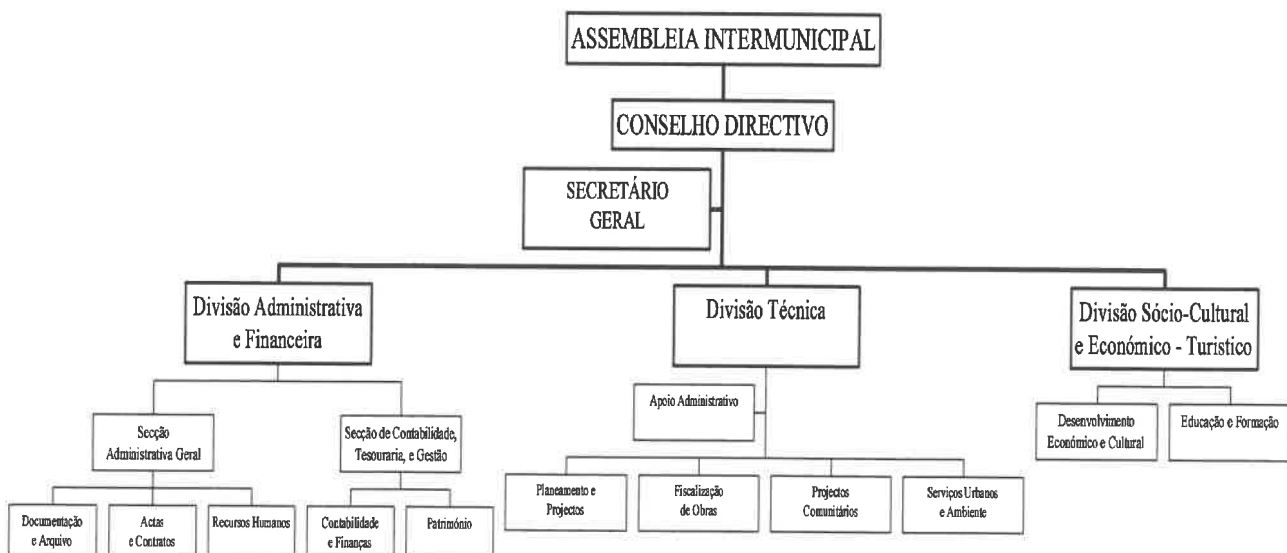 ASSEMBLEIA INTERMUNICIPAL
CONSELHO DIRECTIVO
SECRETÁRIO
GERAL
Divisão Administrativa
e Financeira
Divisão Técnica
Divisão Sócio-Cultural
e Económico - Turistico
Apoio Administrativo
Desenvolvimento
Económico e Cultural
Educação e Formação
Secção
Administrativa Geral
Secção de Contabilidade,
Tesouraria, e Gestão
Planeamento e
Projectos
Fiscalização
de Obras
Projectos
Comunitários
Serviços Urbanos
e Ambiente
Documentação
e Arquivo
Actas
e Contratos
Recursos Humanos
Contabilidade
e Finanças
Património